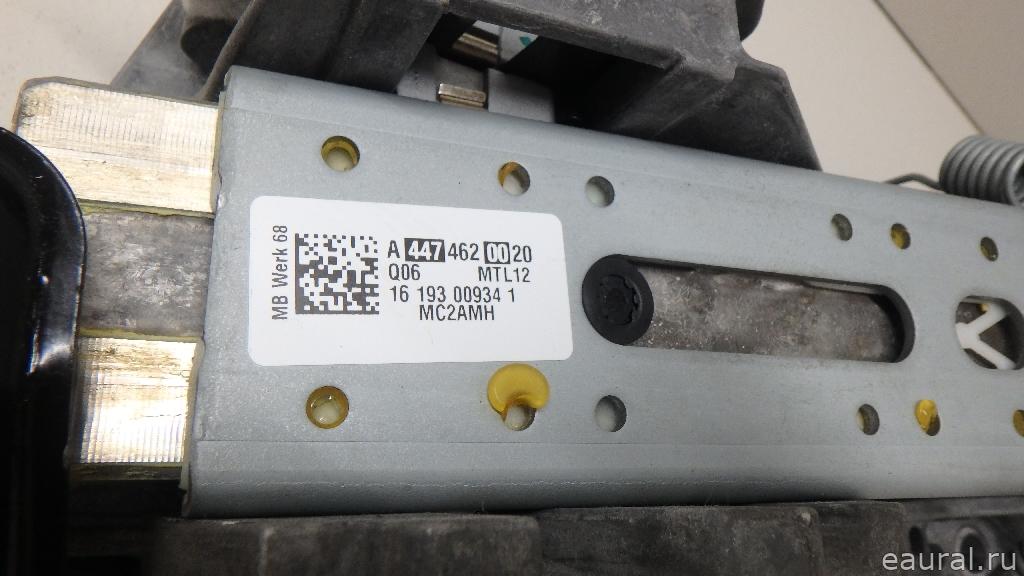 MB Werk 68
A 447 462 00 20
Q06 MTL12
16 193 00934 1
MC2AMH
eaural.ru